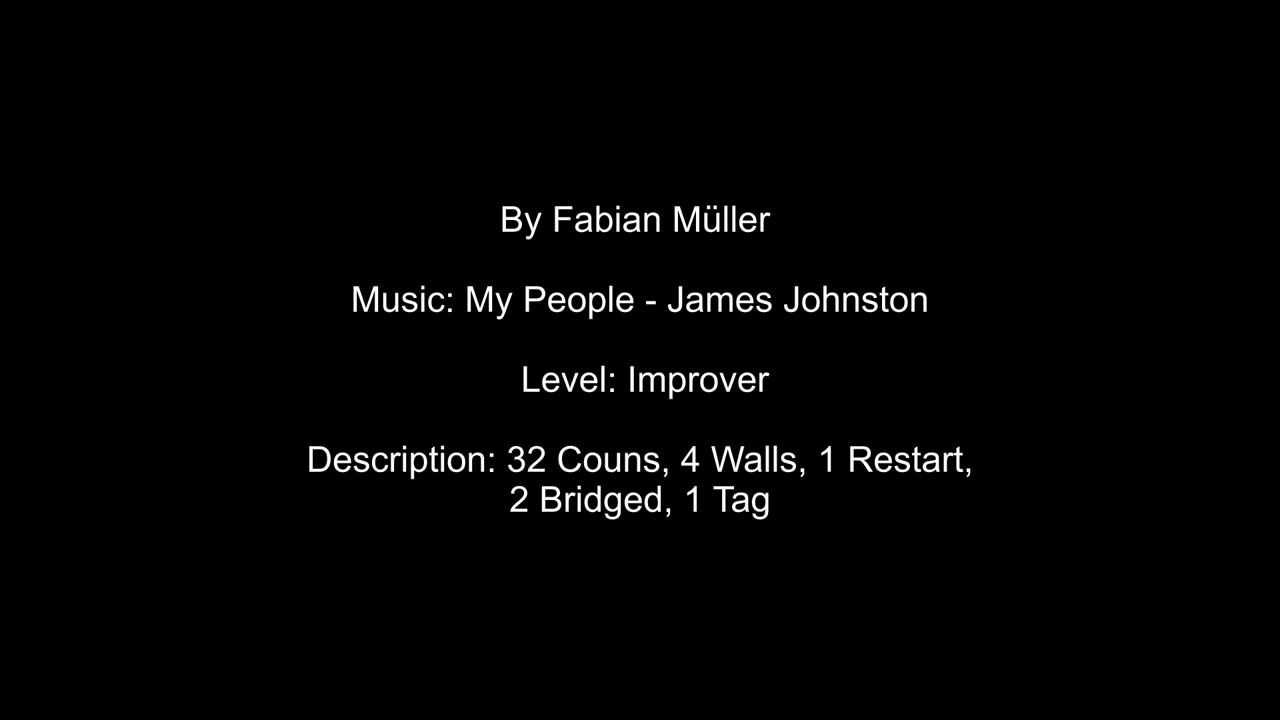 By Fabian Müller
Music: My People - James Johnston
Level: Improver
Description: 32 Couns, 4 Walls, 1 Restart,
2 Bridged, 1 Tag